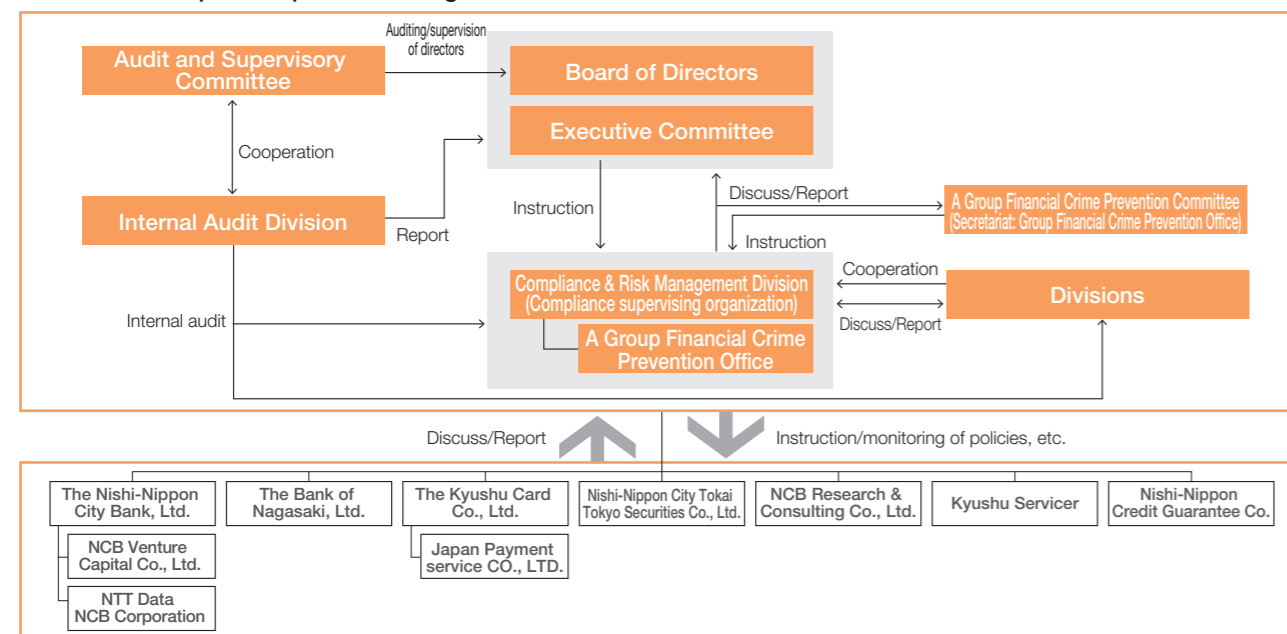 Auditing/supervision
of directors
Audit and Supervisory
Committee
Board of Directors
Executive Committee
Cooperation
Internal Audit Division
Report
Instruction
Discuss/Report
A Group Financial Crime Prevention Committee
(Secretariat: Group Financial Crime Prevention Office)
Instruction
Compliance & Risk Management Division
(Compliance supervising organization)
A Group Financial Crime
Prevention Office
Cooperation
Divisions
Discuss/Report
Internal audit
Discuss/Report
Instruction/monitoring of policies, etc.
The Nishi-Nippon
City Bank, Ltd.
The Bank of
Nagasaki, Ltd.
The Kyushu Card
Co., Ltd.
Nishi-Nippon City Tokai
Tokyo Securities Co., Ltd.
NCB Research &
Consulting Co., Ltd.
Kyushu Servicer
Nishi-Nippon
Credit Guarantee Co.
NCB Venture
Capital Co., Ltd.
Japan Payment
service CO., LTD.
NTT Data
NCB Corporation